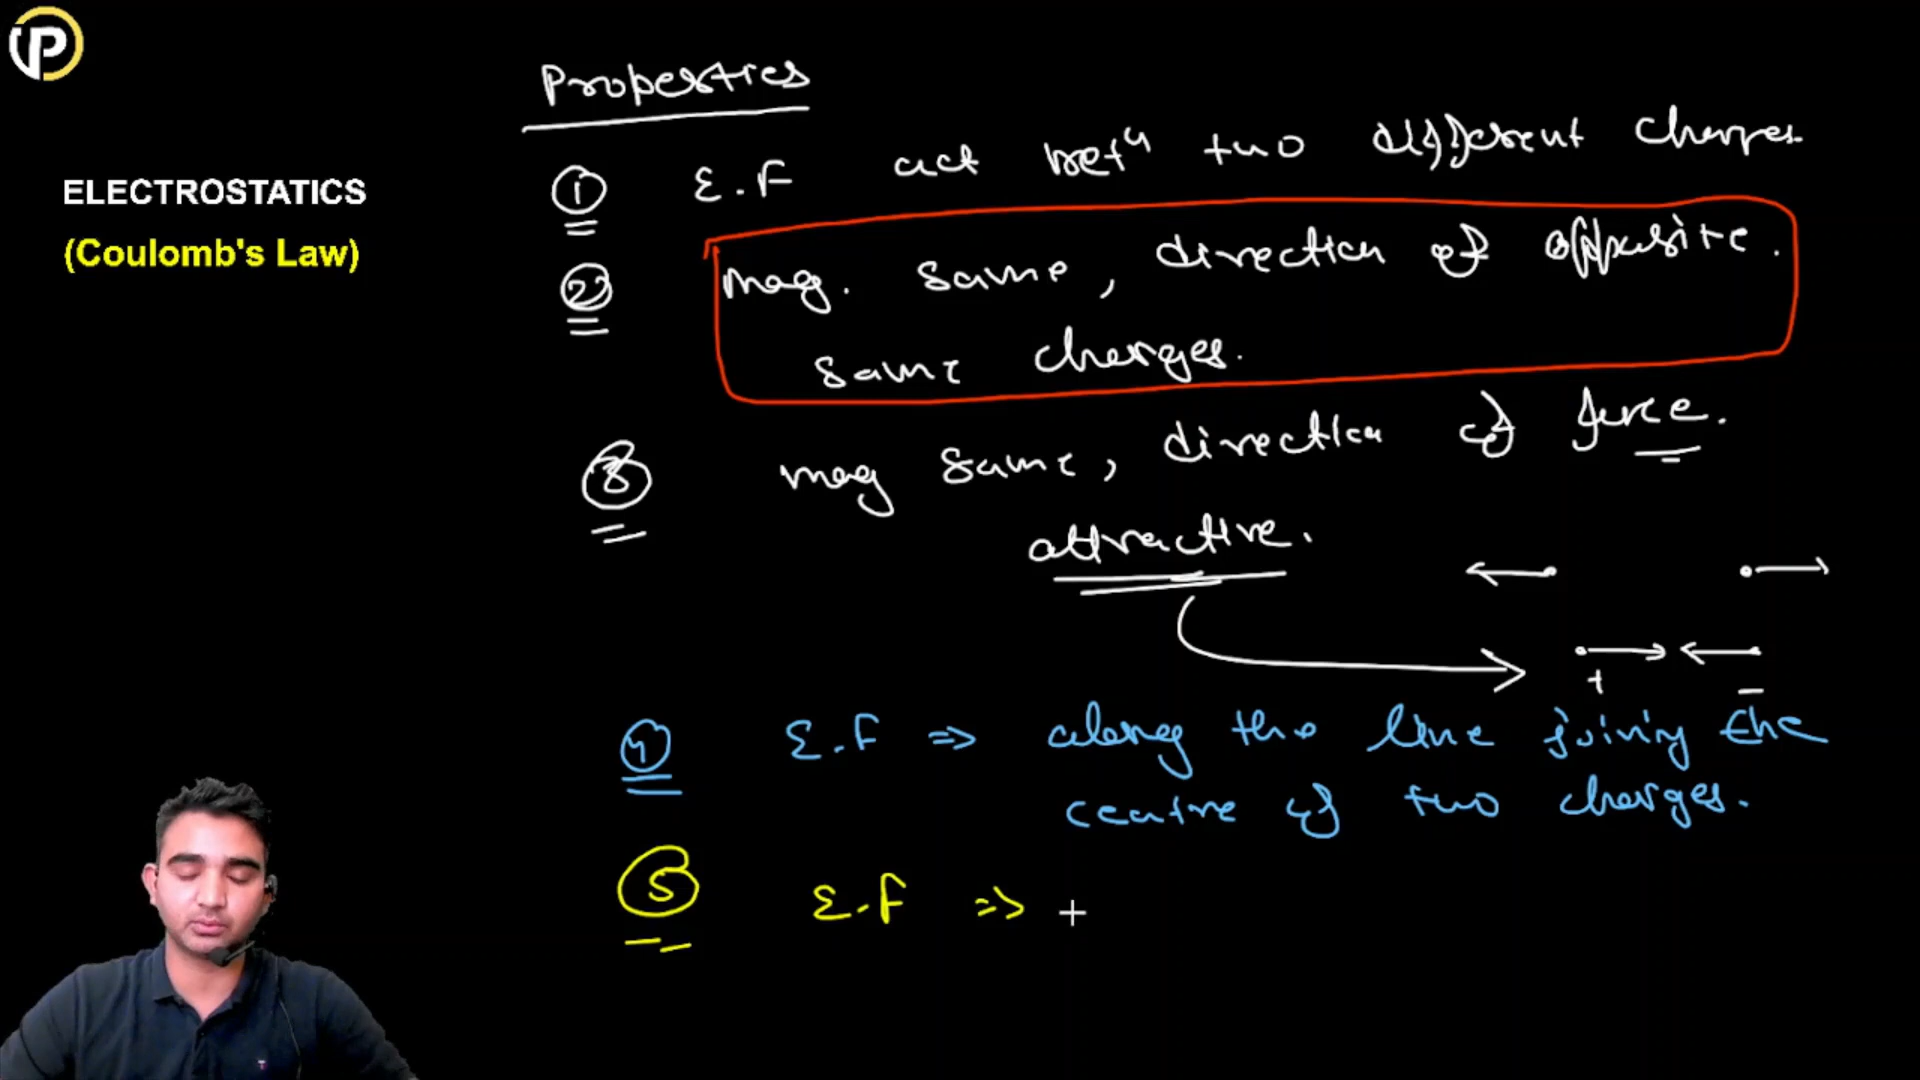 P
Properties
ELECTROSTATICS
(Coulomb's Law)
① E.F act betⁿ two different charges
② mag. same, direction of opposite.
same charges.
③ mag same, direction of force.
attractive.
+ -
④ E.F => along the line joining the
centre of two charges.
⑤ E.F =>